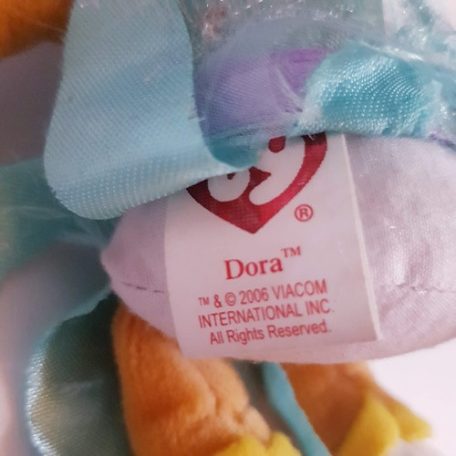 ®
Dora™
™ & © 2006 VIACOM
INTERNATIONAL INC.
All Rights Reserved.